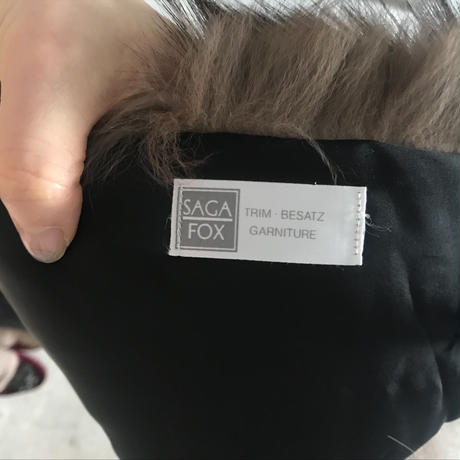 SAGA
FOX
TRIM · BESATZ
GARNITURE